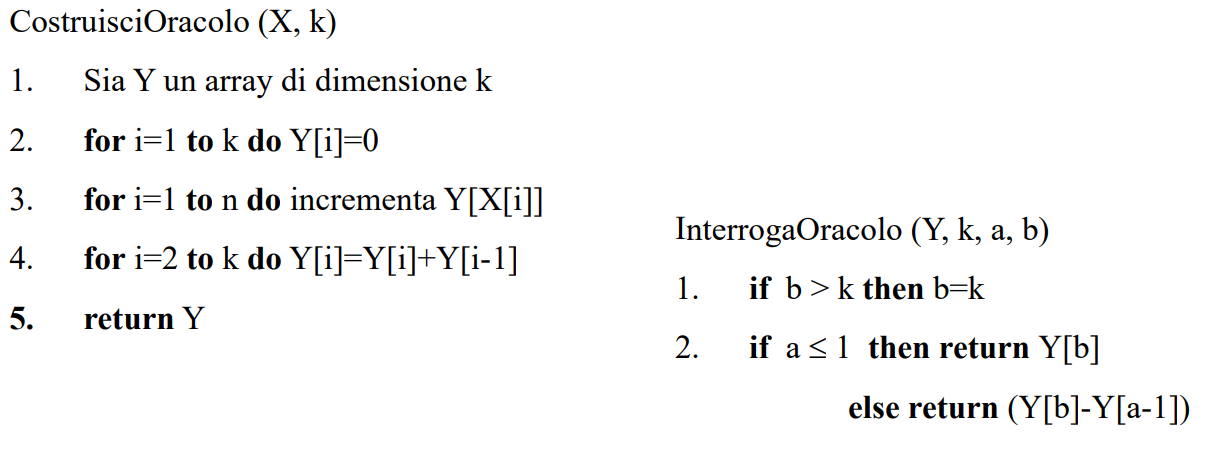 CostruisciOracolo (X, k)
1. Sia Y un array di dimensione k
2. for i=1 to k do Y[i]=0
3. for i=1 to n do incrementa Y[X[i]]
4. for i=2 to k do Y[i]=Y[i]+Y[i-1]
5. return Y
InterrogaOracolo (Y, k, a, b)
1. if b > k then b=k
2. if a ≤ 1 then return Y[b]
else return (Y[b]-Y[a-1])